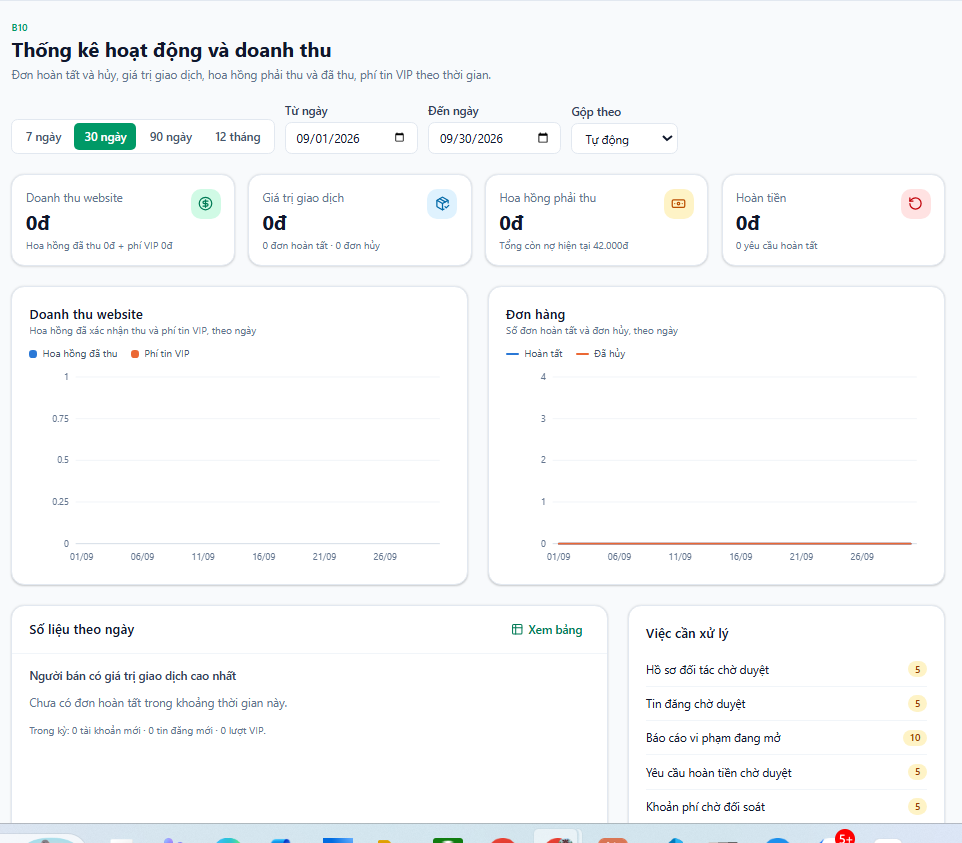 B10
Thống kê hoạt động và doanh thu
Đơn hoàn tất và hủy, giá trị giao dịch, hoa hồng phải thu và đã thu, phí tin VIP theo thời gian.
7 ngày
30 ngày
90 ngày
12 tháng
Từ ngày
09/01/2026
Đến ngày
09/30/2026
Gộp theo
Tự động
Doanh thu website
0đ
Hoa hồng đã thu 0đ + phí VIP 0đ
Giá trị giao dịch
0đ
0 đơn hoàn tất · 0 đơn hủy
Hoa hồng phải thu
0đ
Tổng còn nợ hiện tại 42.000đ
Hoàn tiền
0đ
0 yêu cầu hoàn tất
Doanh thu website
Hoa hồng đã xác nhận thu và phí tin VIP, theo ngày
Hoa hồng đã thu
Phí tin VIP
1
0.75
0.5
0.25
0
01/09 06/09 11/09 16/09 21/09 26/09
Đơn hàng
Số đơn hoàn tất và đơn hủy, theo ngày
Hoàn tất
Đã hủy
4
3
2
1
0
01/09 06/09 11/09 16/09 21/09 26/09
Số liệu theo ngày
Xem bảng
Người bán có giá trị giao dịch cao nhất
Chưa có đơn hoàn tất trong khoảng thời gian này.
Trong kỳ: 0 tài khoản mới · 0 tin đăng mới · 0 lượt VIP.
Việc cần xử lý
Hồ sơ đối tác chờ duyệt 5
Tin đăng chờ duyệt 5
Báo cáo vi phạm đang mở 10
Yêu cầu hoàn tiền chờ duyệt 5
Khoản phí chờ đối soát 5
5+